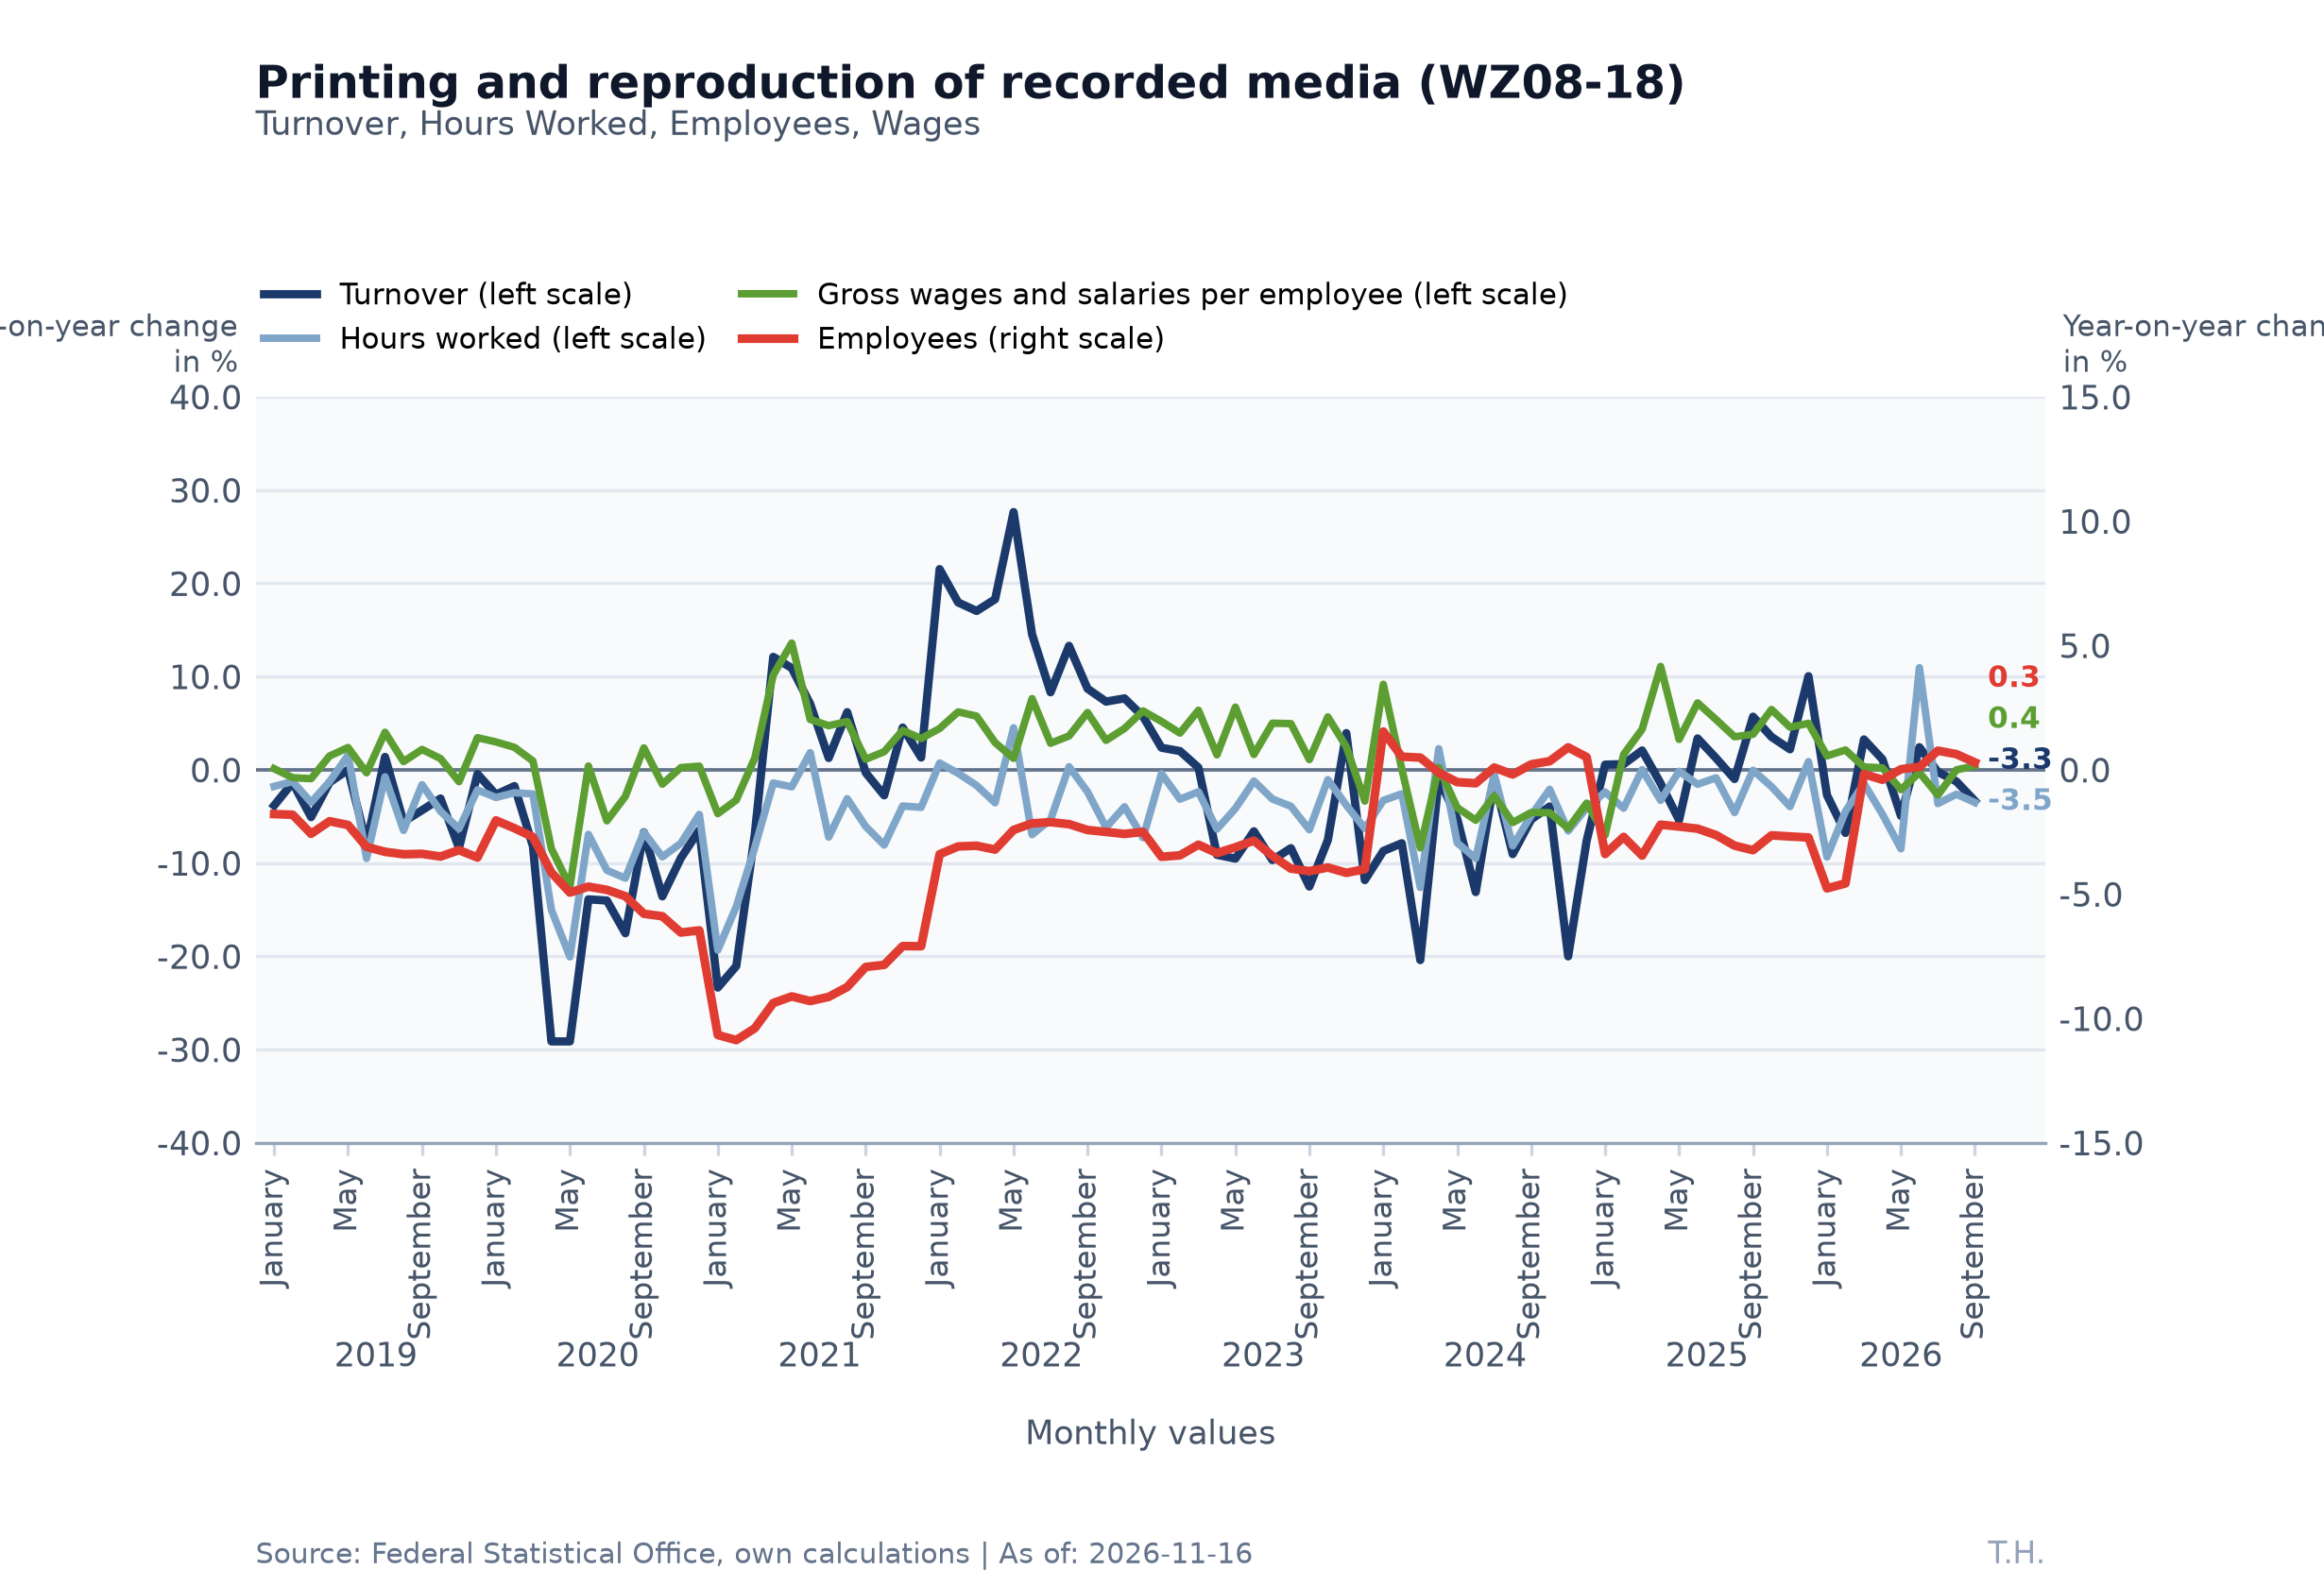 Printing and reproduction of recorded media (WZ08-18)
Turnover, Hours Worked, Employees, Wages
Turnover (left scale)
Gross wages and salaries per employee (left scale)
Hours worked (left scale)
Employees (right scale)
-on-year change
in %
Year-on-year chan
in %
40.0
30.0
20.0
10.0
0.0
-10.0
-20.0
-30.0
-40.0
15.0
10.0
5.0
0.0
-5.0
-10.0
-15.0
0.3
0.4
-3.3
-3.5
January May September January May September January May September January May September January May September January May September January May September January May September
2019 2020 2021 2022 2023 2024 2025 2026
Monthly values
Source: Federal Statistical Office, own calculations | As of: 2026-11-16
T.H.